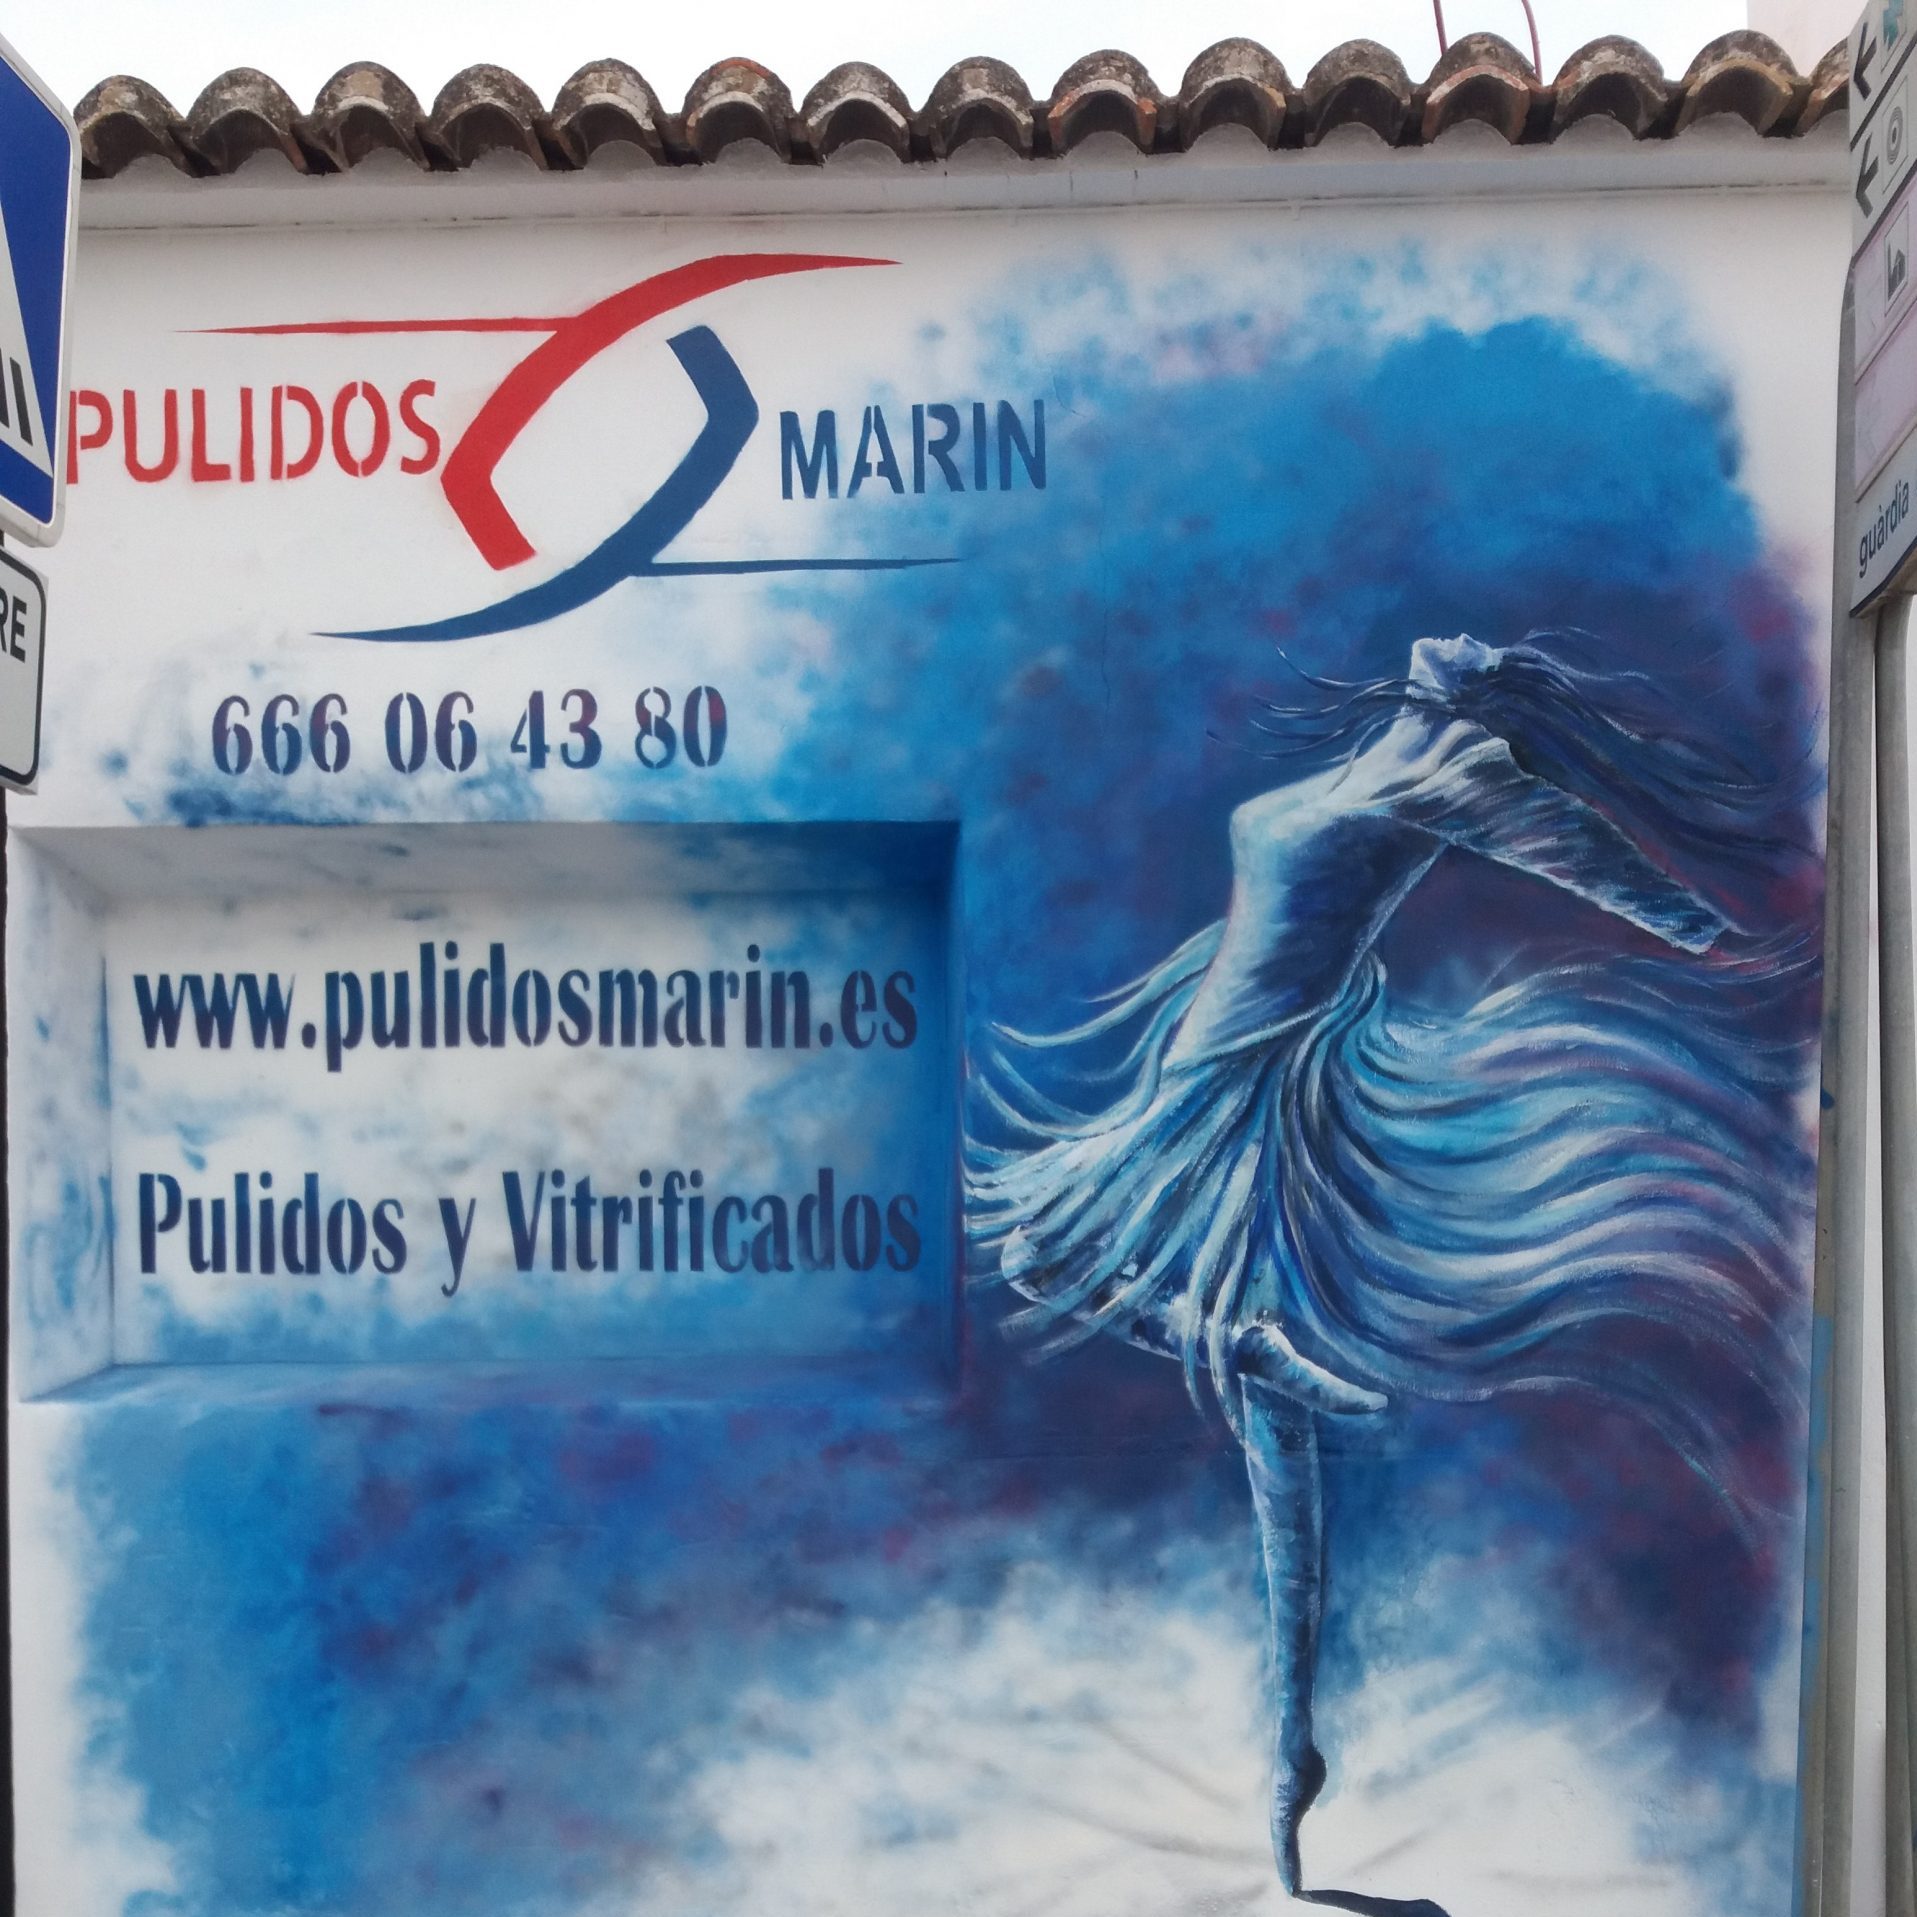 PULIDOS MARIN
666 06 43 80
www.pulidosmarin.es
Pulidos y Vitrificados
guàrdia